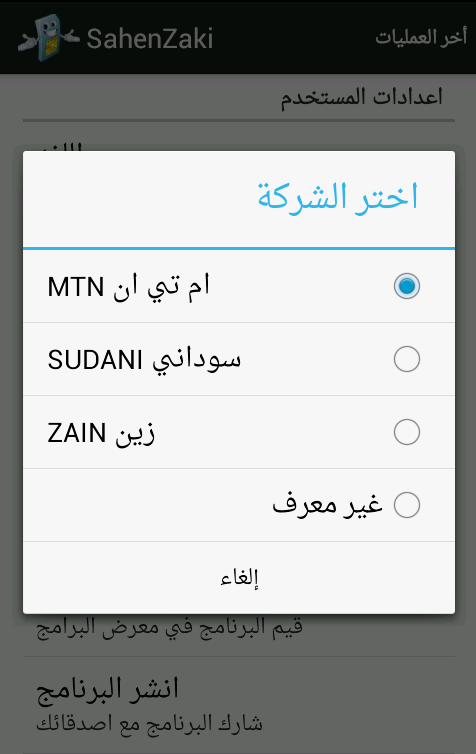 SahenZaki
أخر العمليات
اعدادات المستخدم
اختر الشركة
ام تي ان MTN
سوداني SUDANI
زين ZAIN
غير معرف
إلغاء
قيم البرنامج في معرض البرامج
انشر البرنامج
شارك البرنامج مع اصدقائك